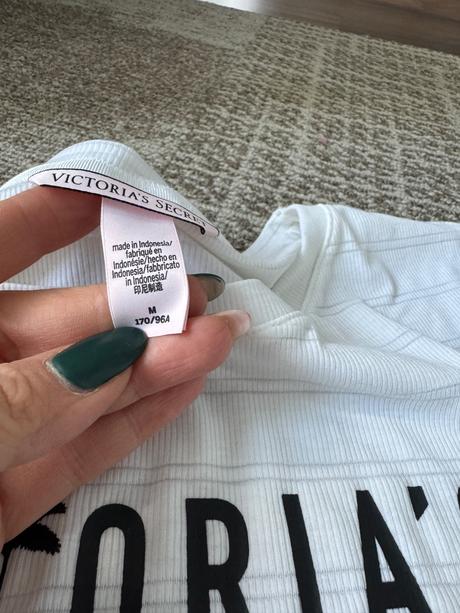 VICTORIA'S SECRET
made in Indonesia/
fabriqué en
Indonésie/hecho en
Indonesia/fabbricato
in Indonesia/
印尼制造
M
170/96A
TORIA'S